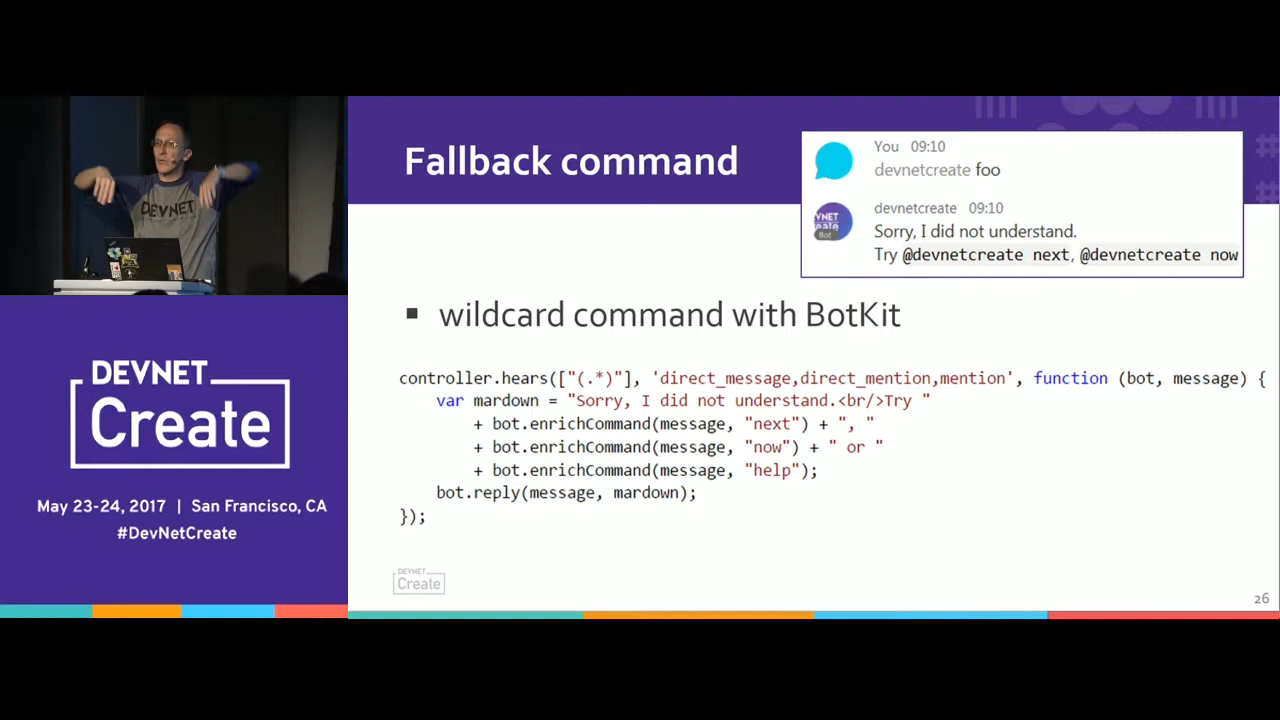 DEVNET
DEVNET
Create
May 23-24, 2017 | San Francisco, CA
#DevNetCreate
Fallback command
You 09:10
devnetcreate foo
devnetcreate 09:10
Sorry, I did not understand.
Try @devnetcreate next, @devnetcreate now
Bot
▪ wildcard command with BotKit
controller.hears(["(.*)"], 'direct_message,direct_mention,mention', function (bot, message) {
var mardown = "Sorry, I did not understand.<br/>Try "
+ bot.enrichCommand(message, "next") + ", "
+ bot.enrichCommand(message, "now") + " or "
+ bot.enrichCommand(message, "help");
bot.reply(message, mardown);
});
DEVNET
Create
26